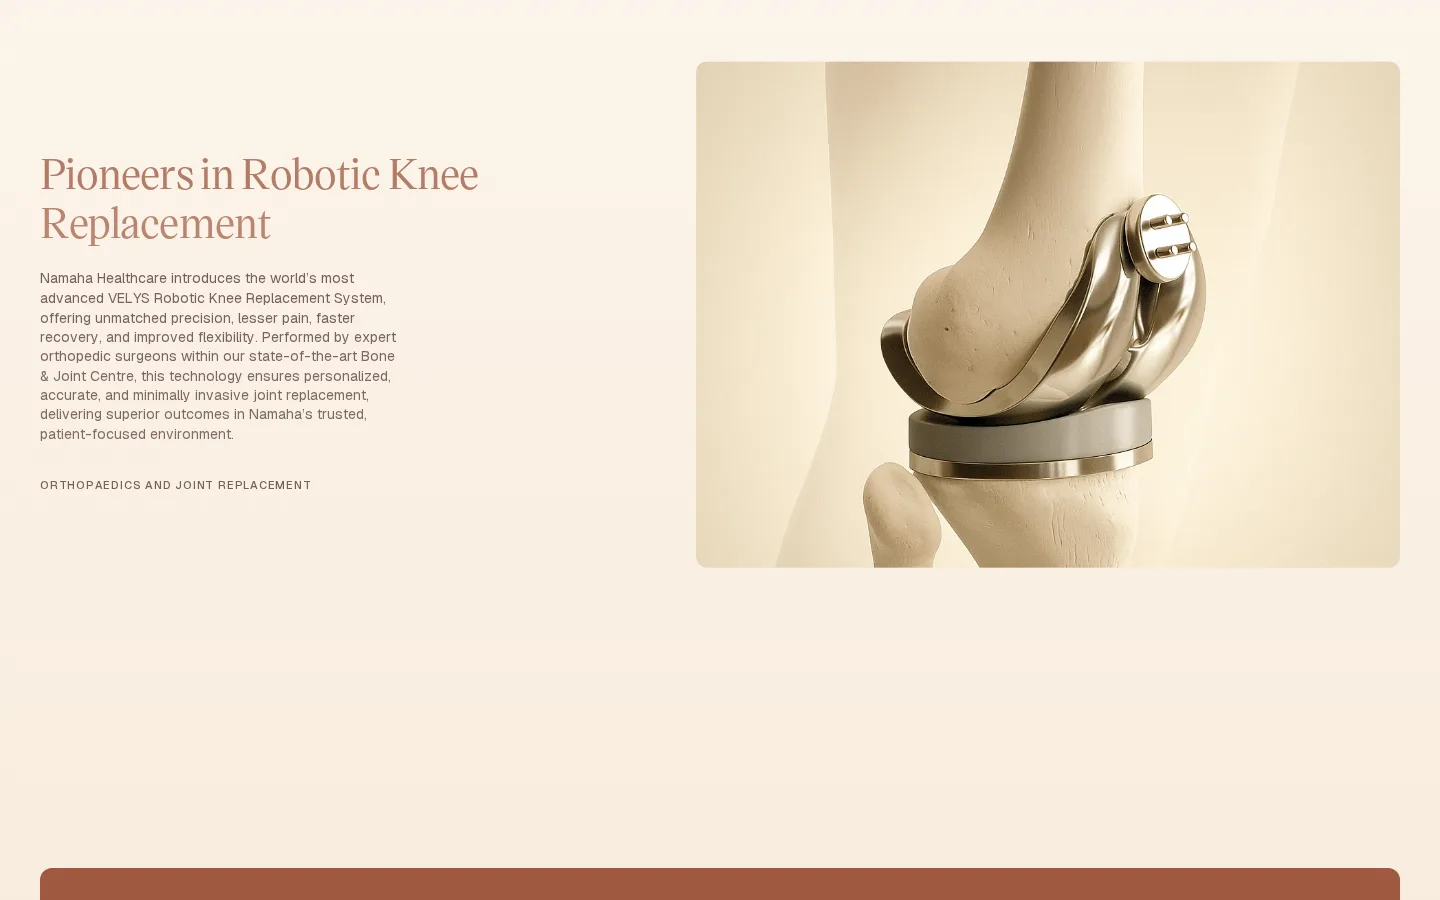 Pioneers in Robotic Knee
Replacement
Namaha Healthcare introduces the world's most
advanced VELYS Robotic Knee Replacement System,
offering unmatched precision, lesser pain, faster
recovery, and improved flexibility. Performed by expert
orthopedic surgeons within our state-of-the-art Bone
& Joint Centre, this technology ensures personalized,
accurate, and minimally invasive joint replacement,
delivering superior outcomes in Namaha's trusted,
patient-focused environment.
ORTHOPAEDICS AND JOINT REPLACEMENT